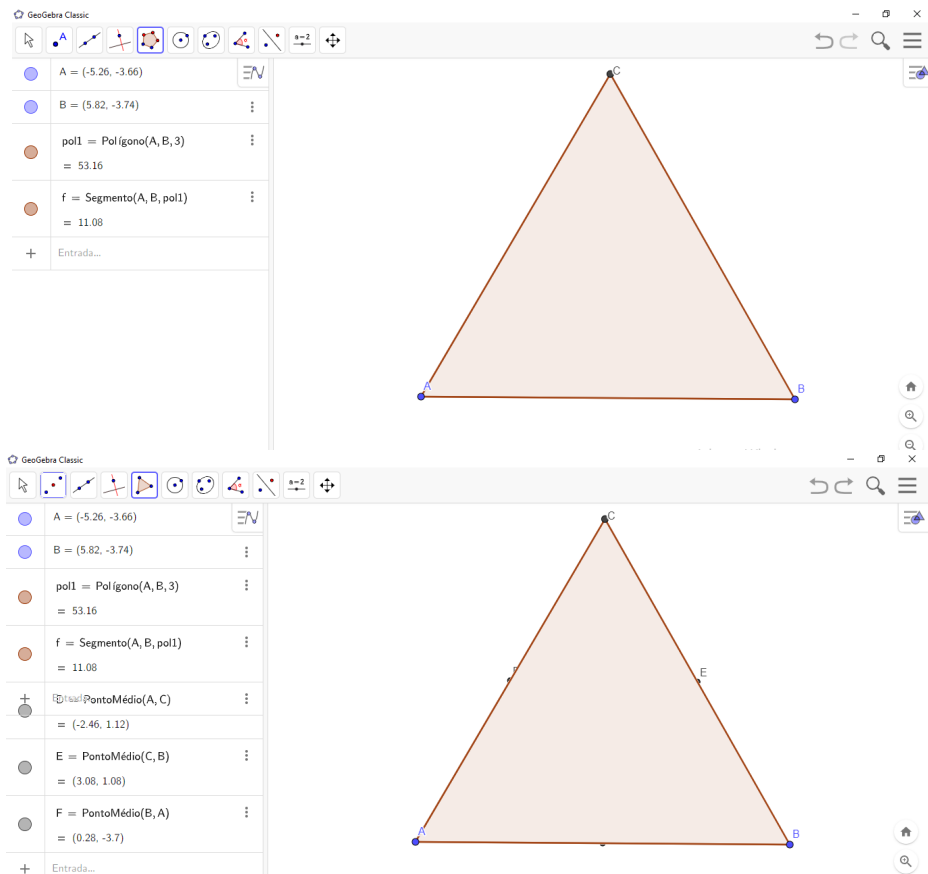 GeoGebra Classic
A
a=2
A = (-5.26, -3.66)
B = (5.82, -3.74)
pol1 = Polígono(A, B, 3)
= 53.16
f = Segmento(A, B, pol1)
= 11.08
+ Entrada...
C
A
B
GeoGebra Classic
a=2
A = (-5.26, -3.66)
B = (5.82, -3.74)
pol1 = Polígono(A, B, 3)
= 53.16
f = Segmento(A, B, pol1)
= 11.08
+ PontoMédio(A, C)
= (-2.46, 1.12)
E = PontoMédio(C, B)
= (3.08, 1.08)
F = PontoMédio(B, A)
= (0.28, -3.7)
+ Entrada...
C
E
A
B